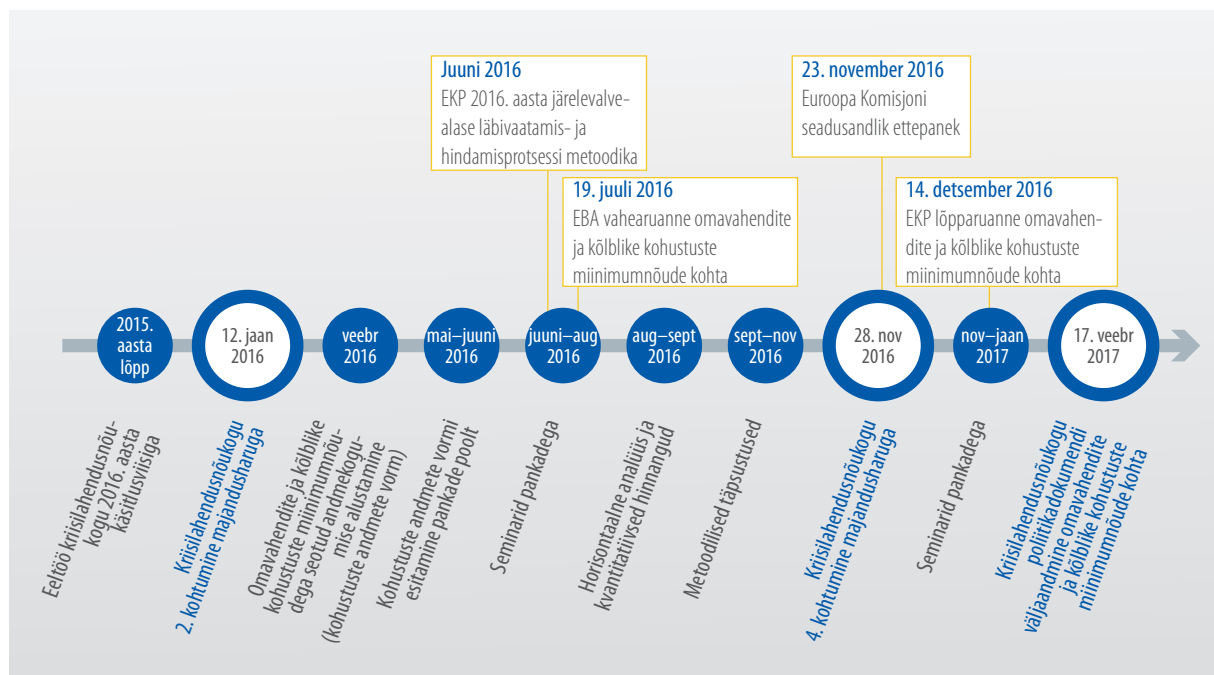 Juuni 2016
EKP 2016. aasta järelevalve-
alase läbivaatamis- ja
hindamisprotsessi metoodika
23. november 2016
Euroopa Komisjoni
seadusandlik ettepanek
19. juuli 2016
EBA vahearuanne omavahendite
ja kõlblike kohustuste
miinimumnõude kohta
14. detsember 2016
EKP lõpparuanne omavahen-
dite ja kõlblike kohustuste
miinimumnõude kohta
2015.
aasta
lõpp
12. jaan
2016
veebr
2016
mai–juuni
2016
juuni–aug
2016
aug–sept
2016
sept–nov
2016
28. nov
2016
nov–jaan
2017
17. veebr
2017
Eeltöö kriisilahendusnõu-
kogu 2016. aasta
käsitlusviisiga
Kriisilahendusnõukogu
2. kohtumine majandusharuga
Omavahendite ja kõlblike
kohustuste miinimumnõu-
dega seotud andmekogu-
mise alustamine
(kohustuste andmete vorm)
Kohustuste andmete vormi
esitamine pankade poolt
Seminarid pankadega
Horisontaalne analüüs ja
kvantitatiivsed hinnangud
Metoodilised täpsustused
Kriisilahendusnõukogu
4. kohtumine majandusharuga
Seminarid pankadega
Kriisilahendusnõukogu
poliitikadokumendi
väljaandmine omavahendite
ja kõlblike kohustuste
miinimumnõude kohta